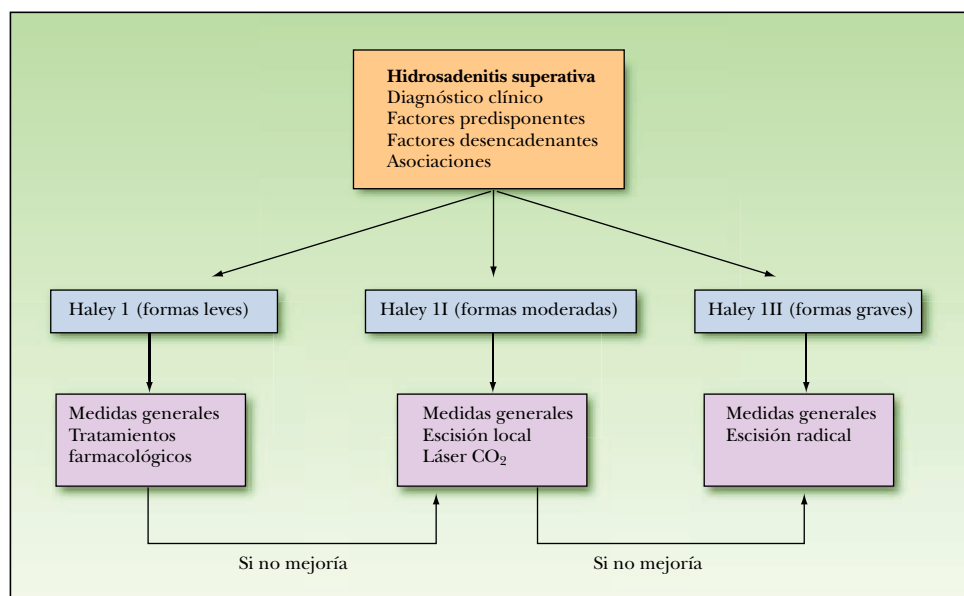 Hidrosadenitis superativa
Diagnóstico clínico
Factores predisponentes
Factores desencadenantes
Asociaciones
Haley 1 (formas leves)
Haley 1I (formas moderadas)
Haley 1II (formas graves)
Medidas generales
Tratamientos
farmacológicos
Medidas generales
Escisión local
Láser CO₂
Medidas generales
Escisión radical
Si no mejoría
Si no mejoría